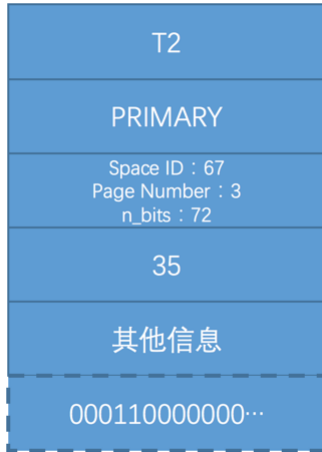 T2
PRIMARY
Space ID：67
Page Number：3
n_bits：72
35
其他信息
000110000000…